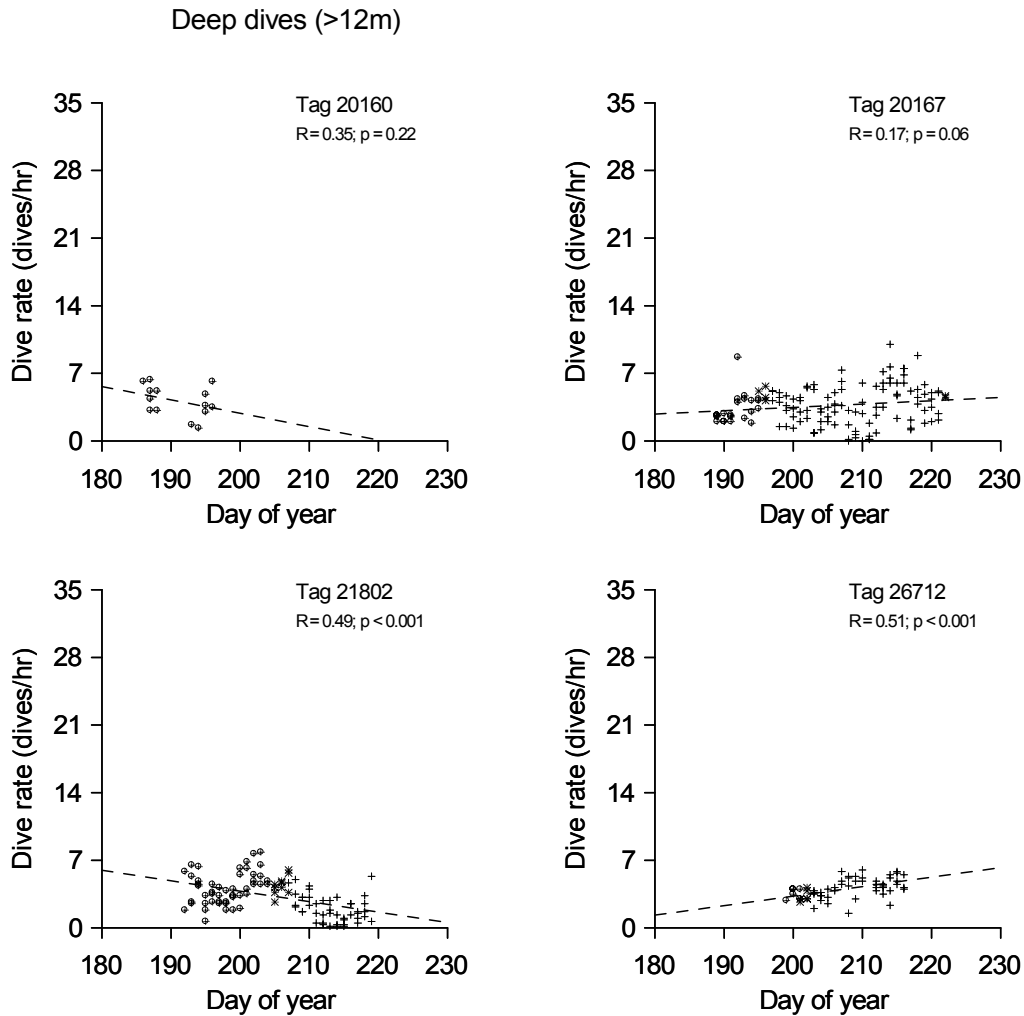 Deep dives (>12m)
Tag 20160
R = 0.35; p = 0.22
35
28
21
14
7
0
Dive rate (dives/hr)
180 190 200 210 220 230
Day of year
Tag 20167
R = 0.17; p = 0.06
35
28
21
14
7
0
Dive rate (dives/hr)
180 190 200 210 220 230
Day of year
Tag 21802
R = 0.49; p < 0.001
35
28
21
14
7
0
Dive rate (dives/hr)
180 190 200 210 220 230
Day of year
Tag 26712
R = 0.51; p < 0.001
35
28
21
14
7
0
Dive rate (dives/hr)
180 190 200 210 220 230
Day of year